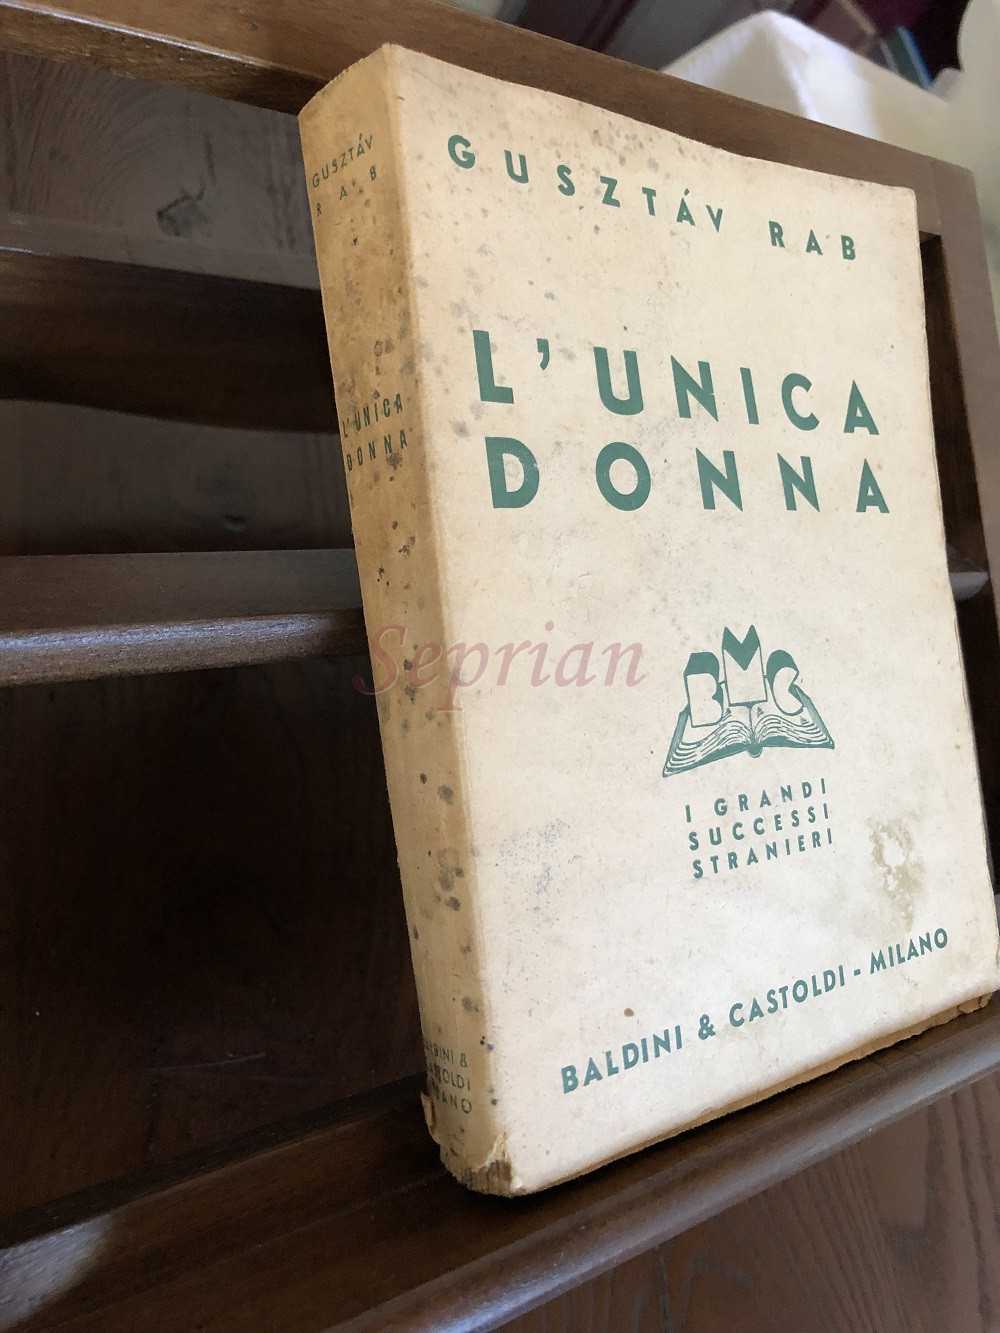 GUSZTÁV RAB
L'UNICA
DONNA
BMC
I GRANDI
SUCCESSI
STRANIERI
BALDINI & CASTOLDI - MILANO
GUSZTÁV
RAB
L'UNICA
DONNA
Seprian